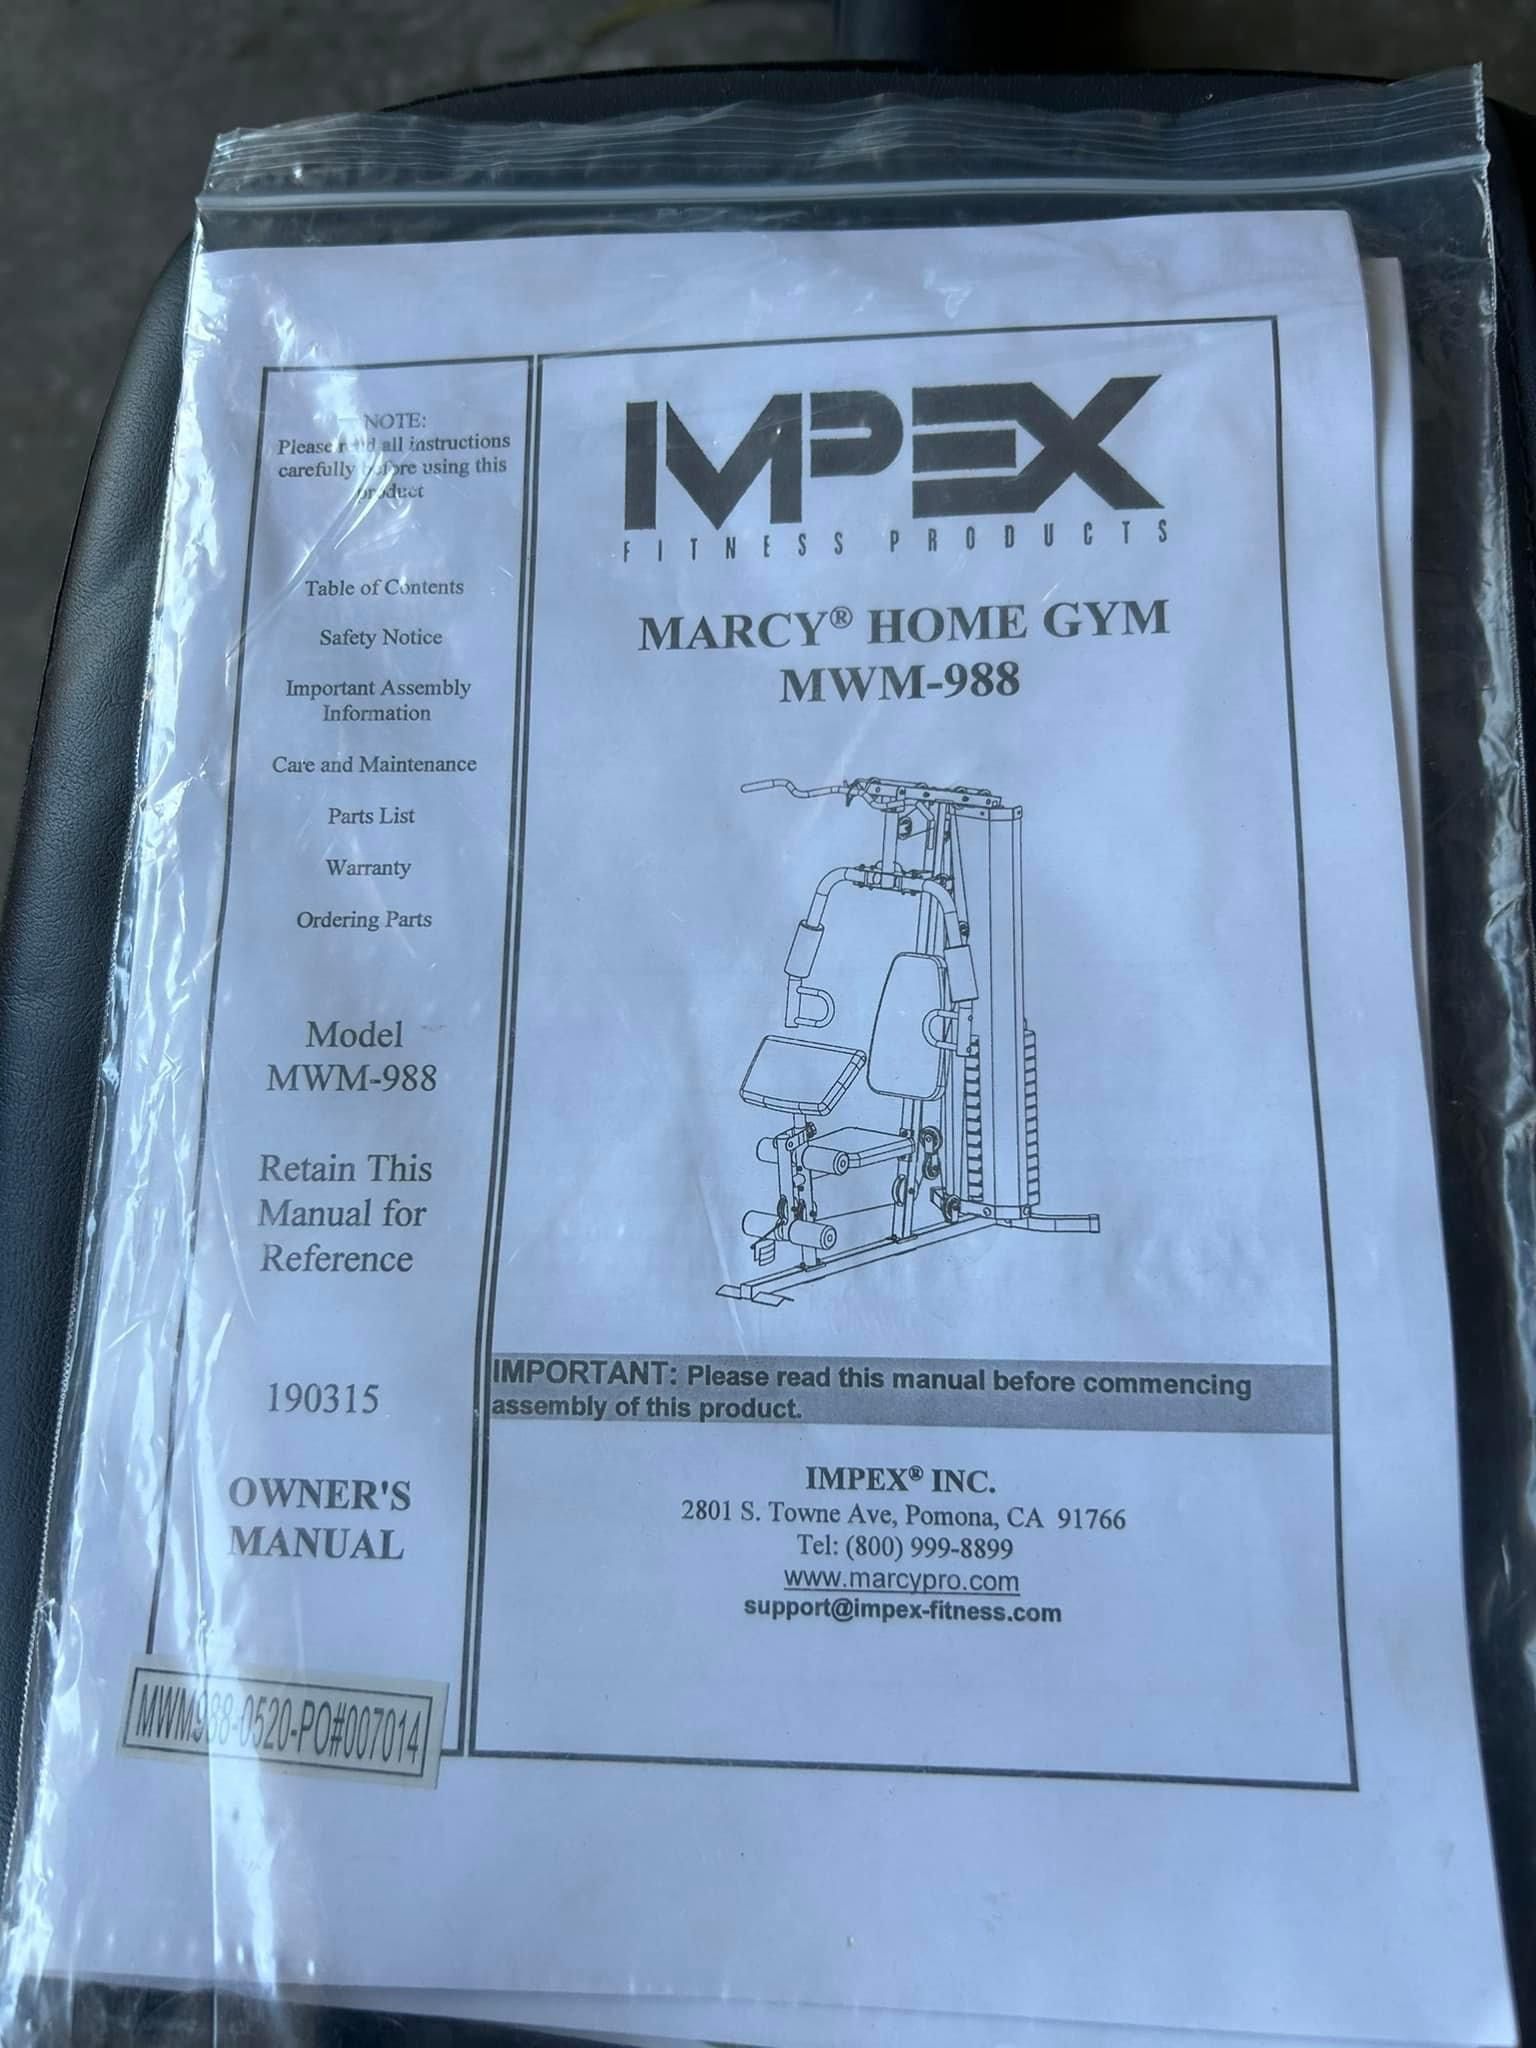 NOTE:
Please read all instructions
carefully before using this
product
Table of Contents
Safety Notice
Important Assembly
Information
Care and Maintenance
Parts List
Warranty
Ordering Parts
Model
MWM-988
Retain This
Manual for
Reference
190315
OWNER'S
MANUAL
MWM988-0520-PO#007014
IMPEX
FITNESS PRODUCTS
MARCY® HOME GYM
MWM-988
IMPORTANT: Please read this manual before commencing
assembly of this product.
IMPEX® INC.
2801 S. Towne Ave, Pomona, CA 91766
Tel: (800) 999-8899
www.marcypro.com
support@impex-fitness.com